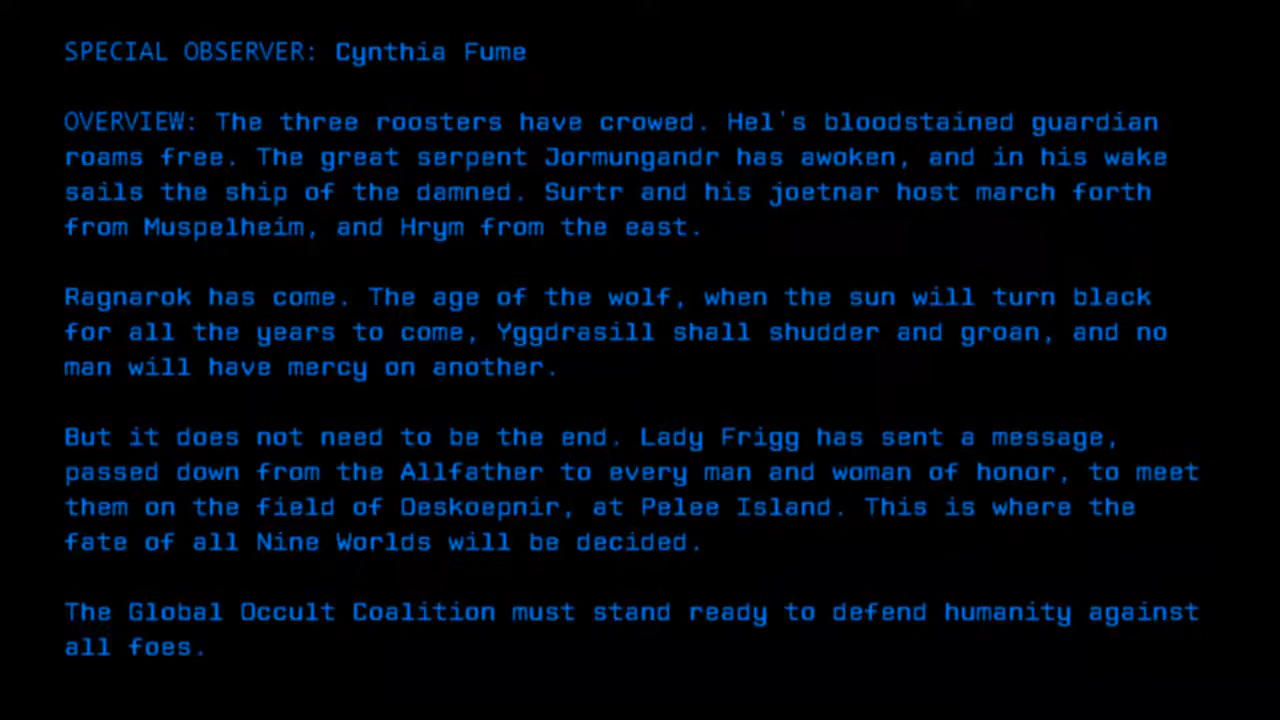 SPECIAL OBSERVER: Cynthia Fume
OVERVIEW: The three roosters have crowed. Hel's bloodstained guardian
roams free. The great serpent Jormungandr has awoken, and in his wake
sails the ship of the damned. Surtr and his joetnar host march forth
from Muspelheim, and Hrym from the east.
Ragnarok has come. The age of the wolf, when the sun will turn black
for all the years to come, Yggdrasill shall shudder and groan, and no
man will have mercy on another.
But it does not need to be the end. Lady Frigg has sent a message,
passed down from the Allfather to every man and woman of honor, to meet
them on the field of Oeskoepnir, at Pelee Island. This is where the
fate of all Nine Worlds will be decided.
The Global Occult Coalition must stand ready to defend humanity against
all foes.